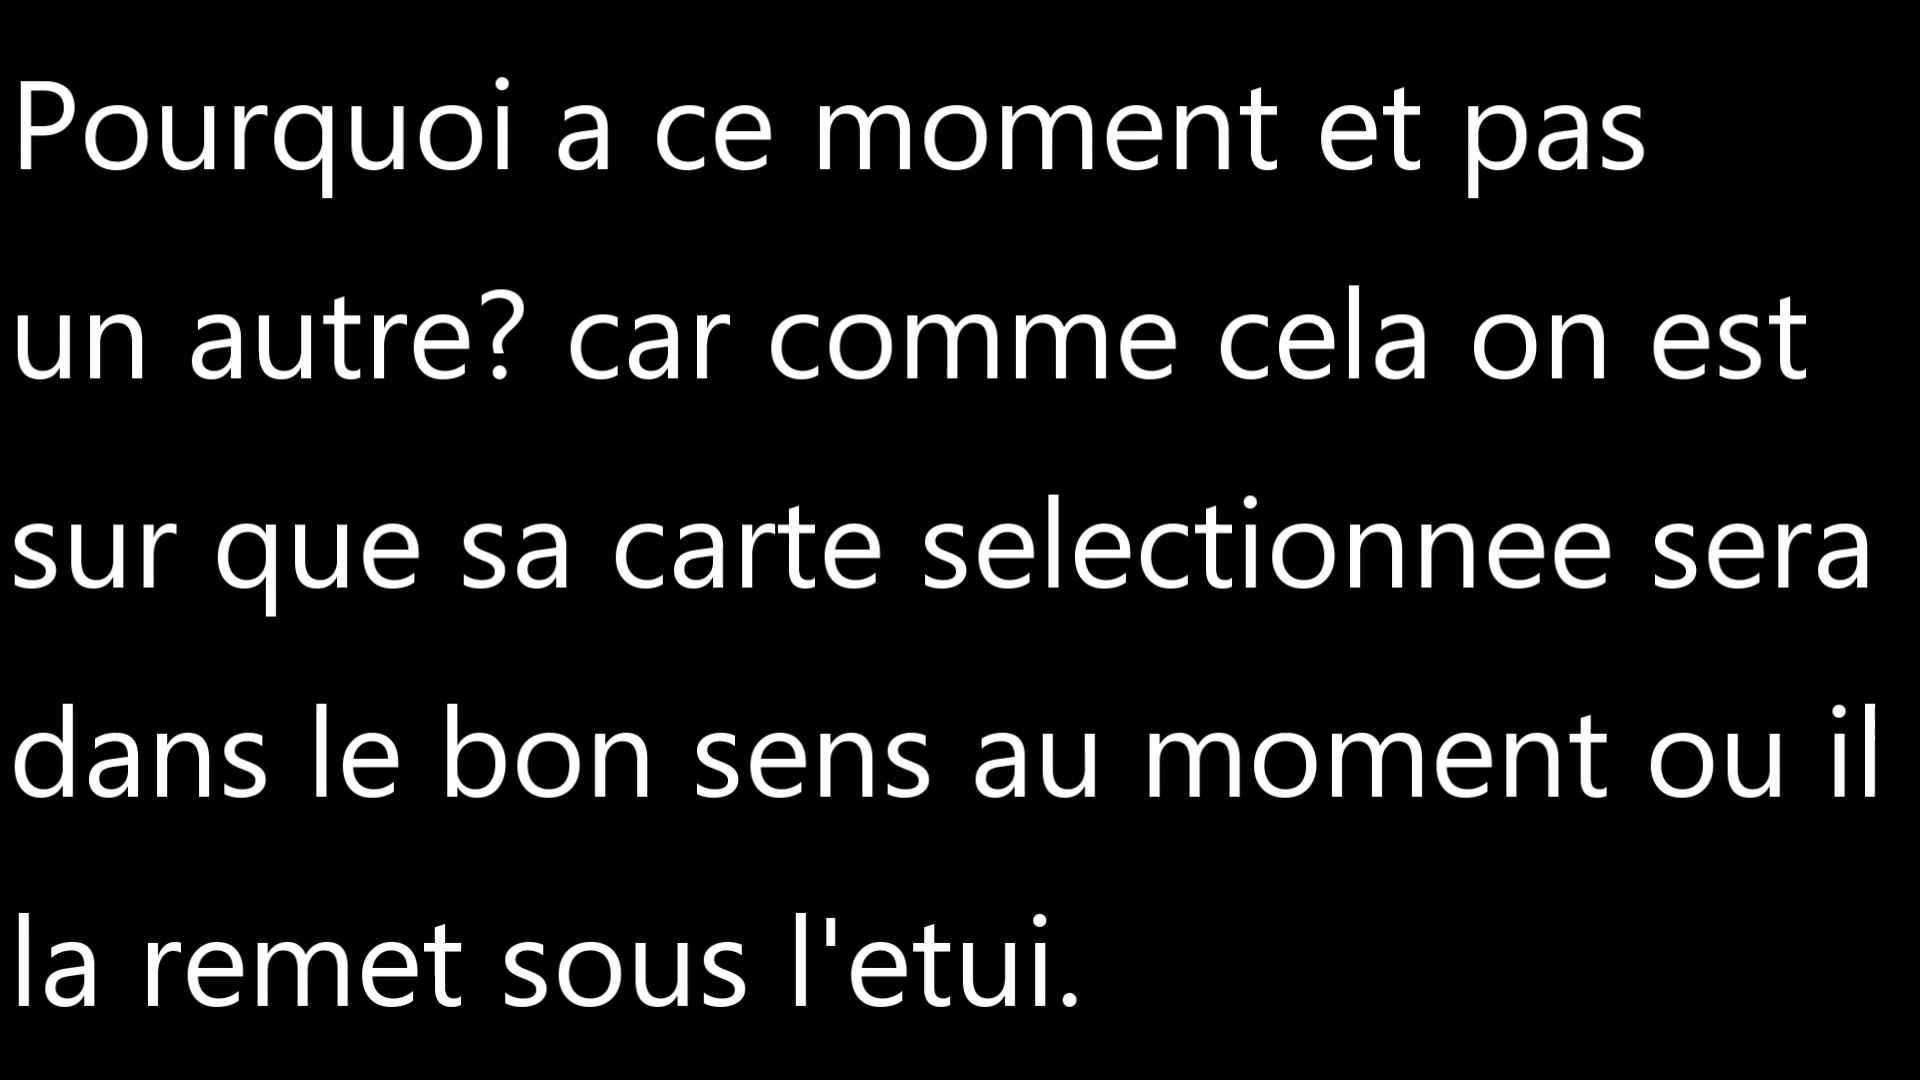 Pourquoi a ce moment et pas
un autre? car comme cela on est
sur que sa carte selectionnee sera
dans le bon sens au moment ou il
la remet sous l'etui.